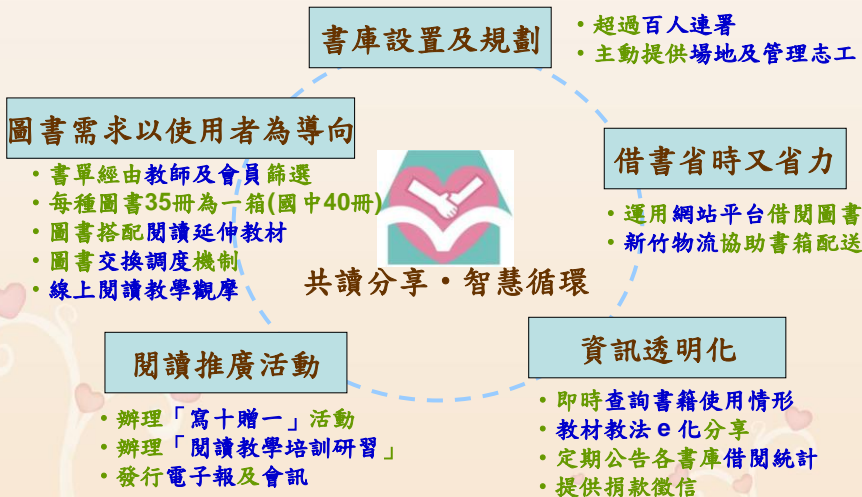 書庫設置及規劃
・超過百人連署
・主動提供場地及管理志工
圖書需求以使用者為導向
・書單經由教師及會員篩選
・每種圖書35冊為一箱(國中40冊)
・圖書搭配閱讀延伸教材
・圖書交換調度機制
・線上閱讀教學觀摩
借書省時又省力
・運用網站平台借閱圖書
・新竹物流協助書箱配送
共讀分享・智慧循環
閱讀推廣活動
・辦理「寫十贈一」活動
・辦理「閱讀教學培訓研習」
・發行電子報及會訊
資訊透明化
・即時查詢書籍使用情形
・教材教法e化分享
・定期公告各書庫借閱統計
・提供捐款徵信